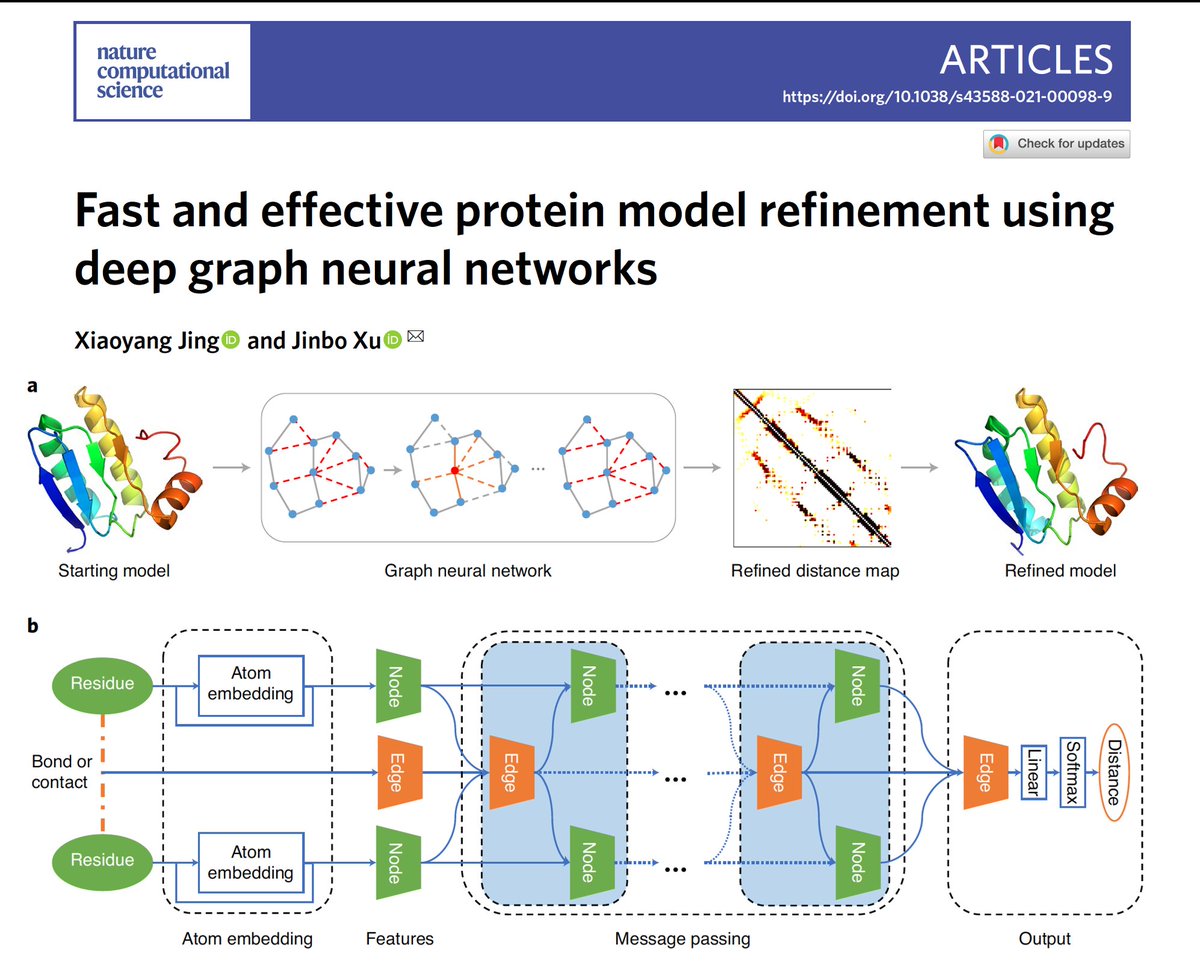 nature
computational
science
ARTICLES
https://doi.org/10.1038/s43588-021-00098-9
Check for updates
Fast and effective protein model refinement using
deep graph neural networks
Xiaoyang Jing iD and Jinbo Xu iD
a
Starting model
Graph neural network
Refined distance map
Refined model
b
Residue
Atom
embedding
Node
Node
Node
Bond or
contact
Edge
Edge
Edge
Edge
Linear
Softmax
Distance
Residue
Atom
embedding
Node
Node
Node
Atom embedding
Features
Message passing
Output